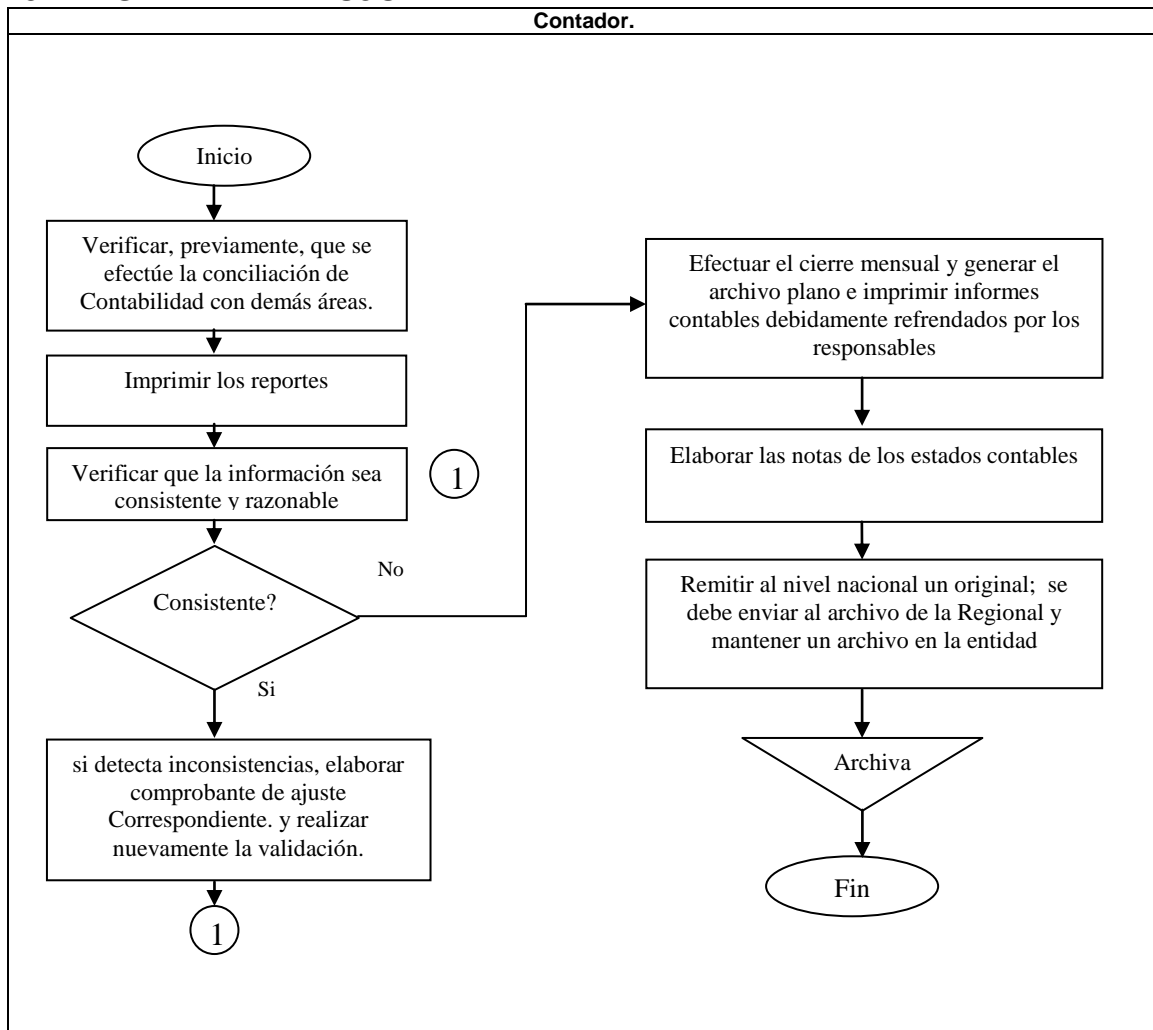 Contador.
Inicio
Verificar, previamente, que se
efectúe la conciliación de
Contabilidad con demás áreas.
Imprimir los reportes
Verificar que la información sea
consistente y razonable
1
Consistente?
No
Si
si detecta inconsistencias, elaborar
comprobante de ajuste
Correspondiente. y realizar
nuevamente la validación.
1
Efectuar el cierre mensual y generar el
archivo plano e imprimir informes
contables debidamente refrendados por los
responsables
Elaborar las notas de los estados contables
Remitir al nivel nacional un original; se
debe enviar al archivo de la Regional y
mantener un archivo en la entidad
Archiva
Fin